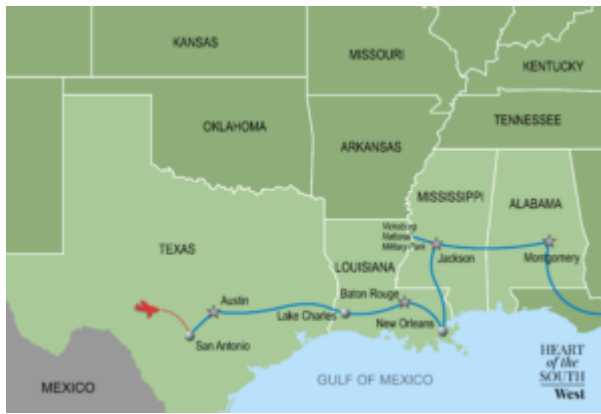 KANSAS
MISSOURI
KENTUCKY
OKLAHOMA
TENNESSEE
ARKANSAS
MISSISSIPPI
ALABAMA
Vicksburg
National
Military Park
TEXAS
Jackson
Montgomery
LOUISIANA
Baton Rouge
Austin
Lake Charles
New Orleans
San Antonio
MEXICO
GULF OF MEXICO
HEART
of the
SOUTH
West